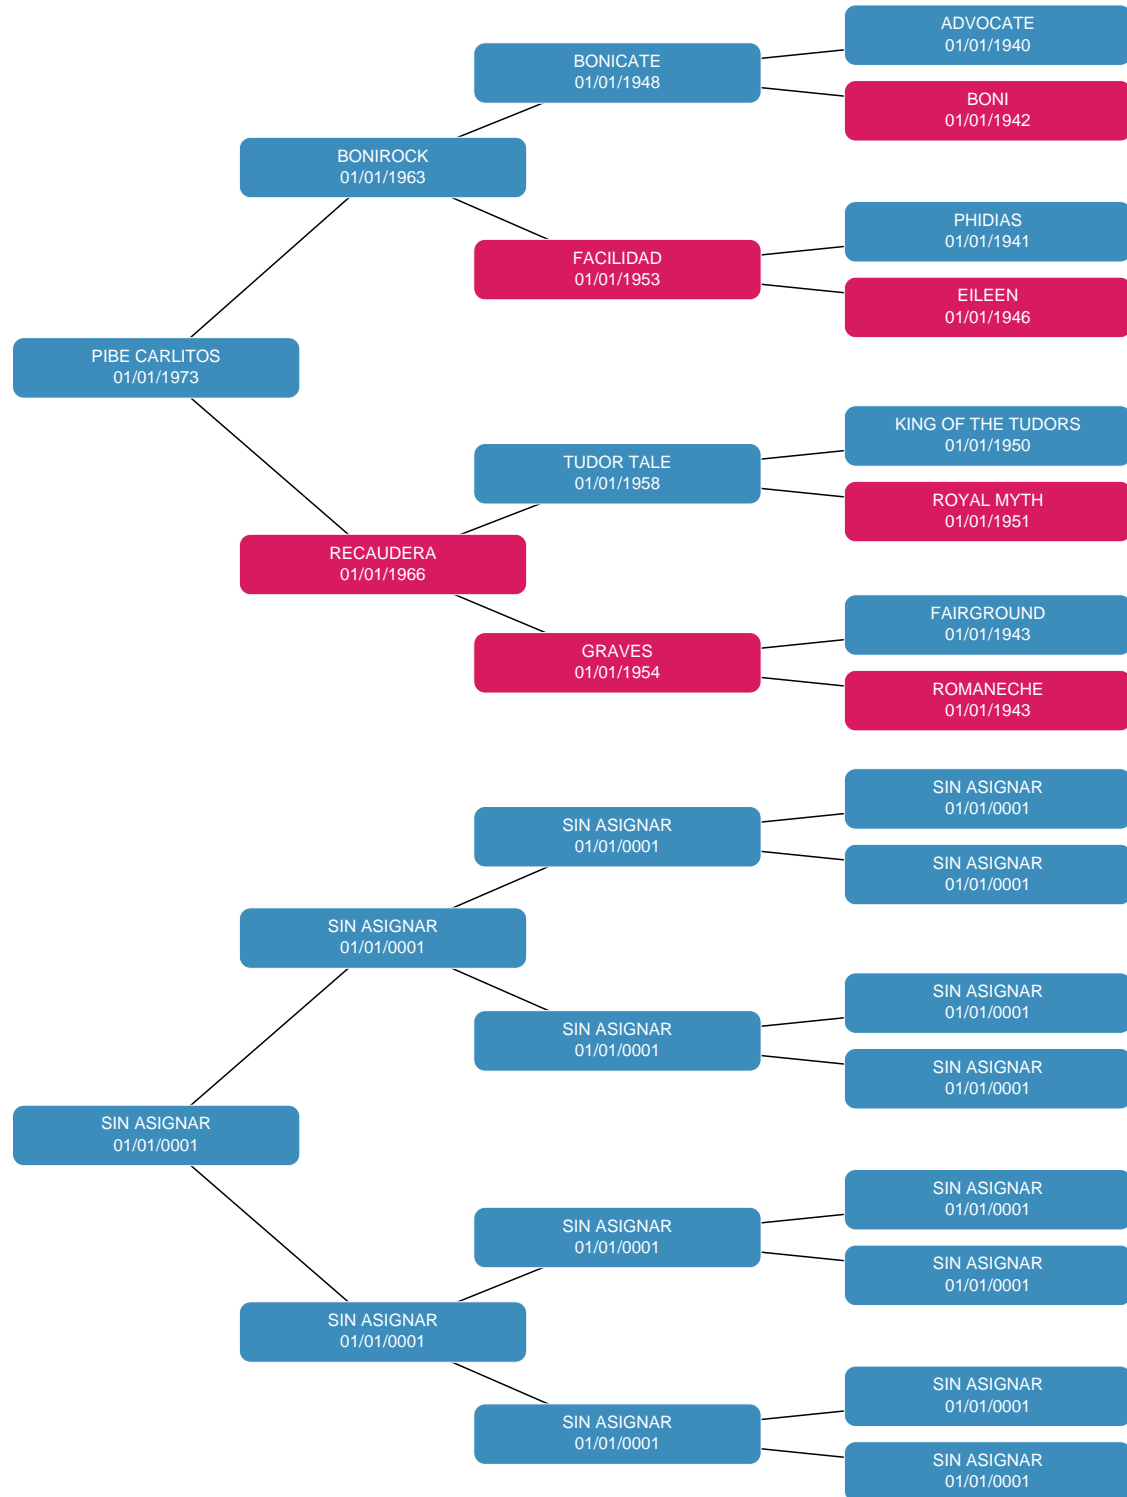 ADVOCATE
01/01/1940
BONICATE
01/01/1948
BONI
01/01/1942
BONIROCK
01/01/1963
PHIDIAS
01/01/1941
FACILIDAD
01/01/1953
EILEEN
01/01/1946
PIBE CARLITOS
01/01/1973
KING OF THE TUDORS
01/01/1950
TUDOR TALE
01/01/1958
ROYAL MYTH
01/01/1951
RECAUDERA
01/01/1966
FAIRGROUND
01/01/1943
GRAVES
01/01/1954
ROMANECHE
01/01/1943
SIN ASIGNAR
01/01/0001
SIN ASIGNAR
01/01/0001
SIN ASIGNAR
01/01/0001
SIN ASIGNAR
01/01/0001
SIN ASIGNAR
01/01/0001
SIN ASIGNAR
01/01/0001
SIN ASIGNAR
01/01/0001
SIN ASIGNAR
01/01/0001
SIN ASIGNAR
01/01/0001
SIN ASIGNAR
01/01/0001
SIN ASIGNAR
01/01/0001
SIN ASIGNAR
01/01/0001
SIN ASIGNAR
01/01/0001
SIN ASIGNAR
01/01/0001
SIN ASIGNAR
01/01/0001